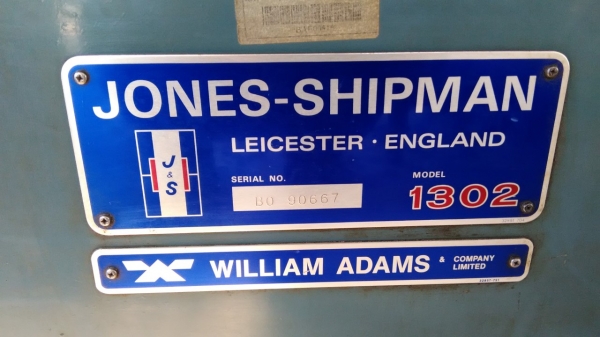 JONES-SHIPMAN
J & S
LEICESTER · ENGLAND
SERIAL NO.
BO 90667
MODEL
1302
WILLIAM ADAMS & COMPANY LIMITED